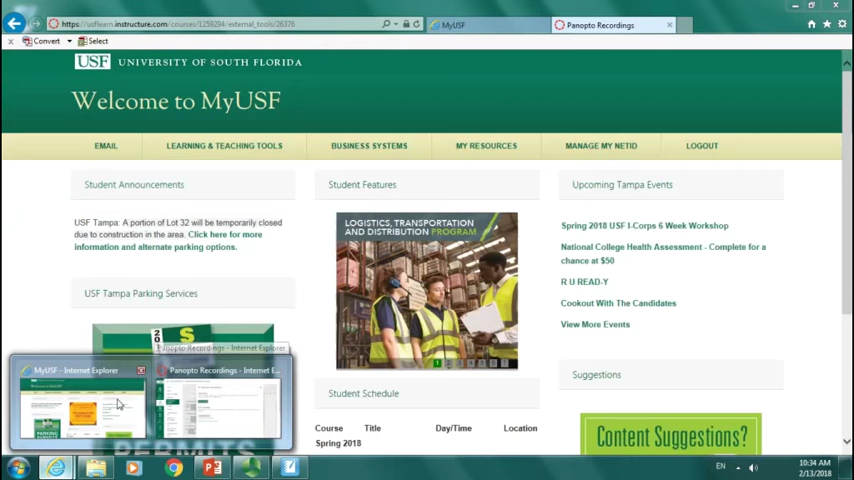 https://usflearn.instructure.com/courses/1259294/external_tools/26376
MyUSF
Panopto Recordings
Convert
Select
USF UNIVERSITY OF SOUTH FLORIDA
Welcome to MyUSF
EMAIL
LEARNING & TEACHING TOOLS
BUSINESS SYSTEMS
MY RESOURCES
MANAGE MY NETID
LOGOUT
Student Announcements
USF Tampa: A portion of Lot 32 will be temporarily closed
due to construction in the area. Click here for more
information and alternate parking options.
USF Tampa Parking Services
Student Features
LOGISTICS, TRANSPORTATION
AND DISTRIBUTION PROGRAM
Student Schedule
Course Title Day/Time Location
Spring 2018
Upcoming Tampa Events
Spring 2018 USF I-Corps 6 Week Workshop
National College Health Assessment - Complete for a
chance at $50
R U READ-Y
Cookout With The Candidates
View More Events
Suggestions
Content Suggestions?
Panopto Recordings - Internet Explorer
MyUSF - Internet Explorer
Panopto Recordings - Internet E...
PERMITS
EN
10:34 AM
2/13/2018